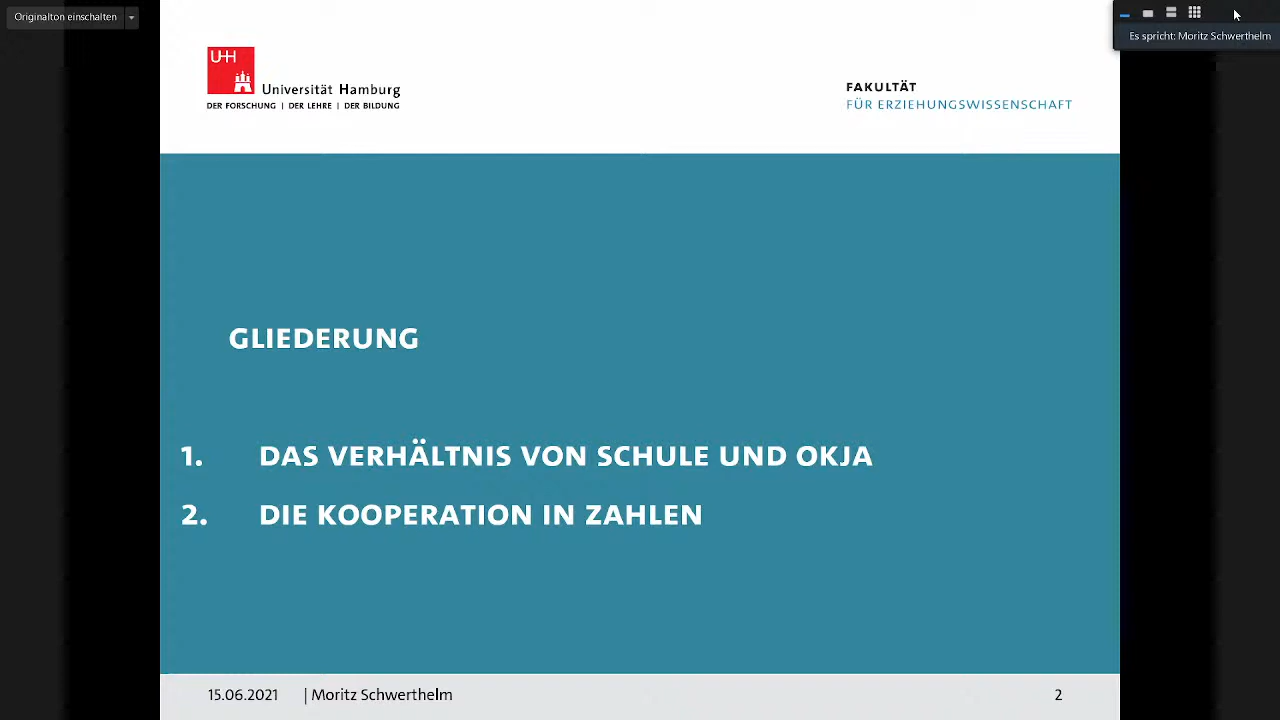 Originalton einschalten
Es spricht: Moritz Schwerthelm
UHH
Universität Hamburg
DER FORSCHUNG | DER LEHRE | DER BILDUNG
FAKULTÄT
FÜR ERZIEHUNGSWISSENSCHAFT
GLIEDERUNG
1. DAS VERHÄLTNIS VON SCHULE UND OKJA
2. DIE KOOPERATION IN ZAHLEN
15.06.2021 | Moritz Schwerthelm 2